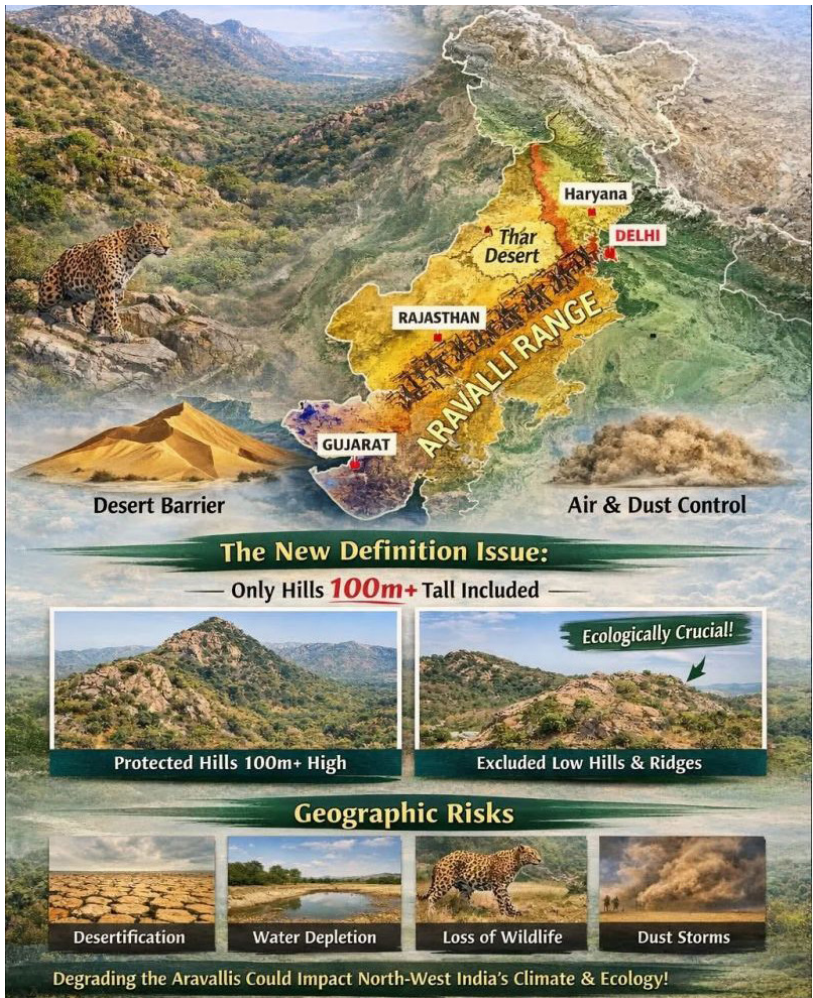 Haryana
DELHI
Thar
Desert
RAJASTHAN
ARAVALLI RANGE
GUJARAT
Desert Barrier
Air & Dust Control
The New Definition Issue:
Only Hills 100m+ Tall Included
Ecologically Crucial!
Protected Hills 100m+ High
Excluded Low Hills & Ridges
Geographic Risks
Desertification
Water Depletion
Loss of Wildlife
Dust Storms
Degrading the Aravallis Could Impact North-West India's Climate & Ecology!